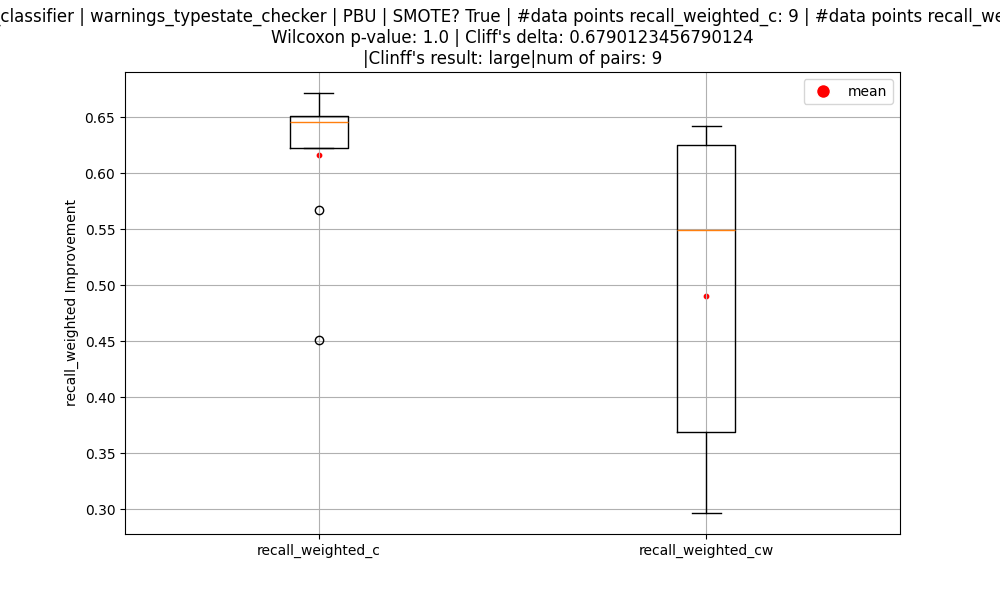 classifier | warnings_typestate_checker | PBU | SMOTE? True | #data points recall_weighted_c: 9 | #data points
Wilcoxon p-value: 1.0 | Cliff's delta: 0.6790123456790124
|Clinff's result: large|num of pairs: 9
mean
recall_weighted Improvement
0.65
0.60
0.55
0.50
0.45
0.40
0.35
0.30
recall_weighted_c
recall_weighted_cw